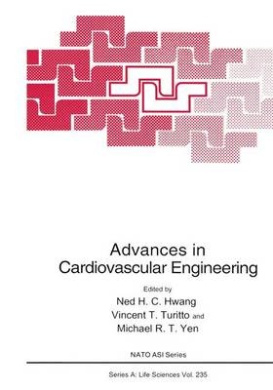 Advances in
Cardiovascular Engineering
Edited by
Ned H. C. Hwang
Vincent T. Turitto and
Michael R. T. Yen
NATO ASI Series
Series A: Life Sciences Vol. 235